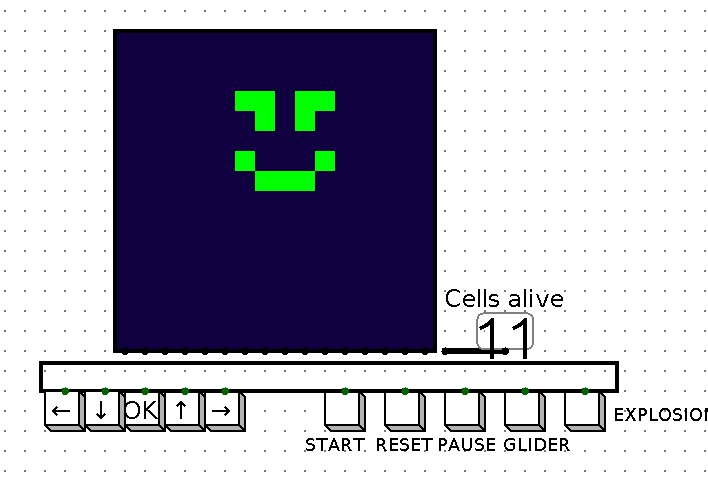 Cells alive
11
← ↓ OK ↑ →
EXPLOSION
START RESET PAUSE GLIDER